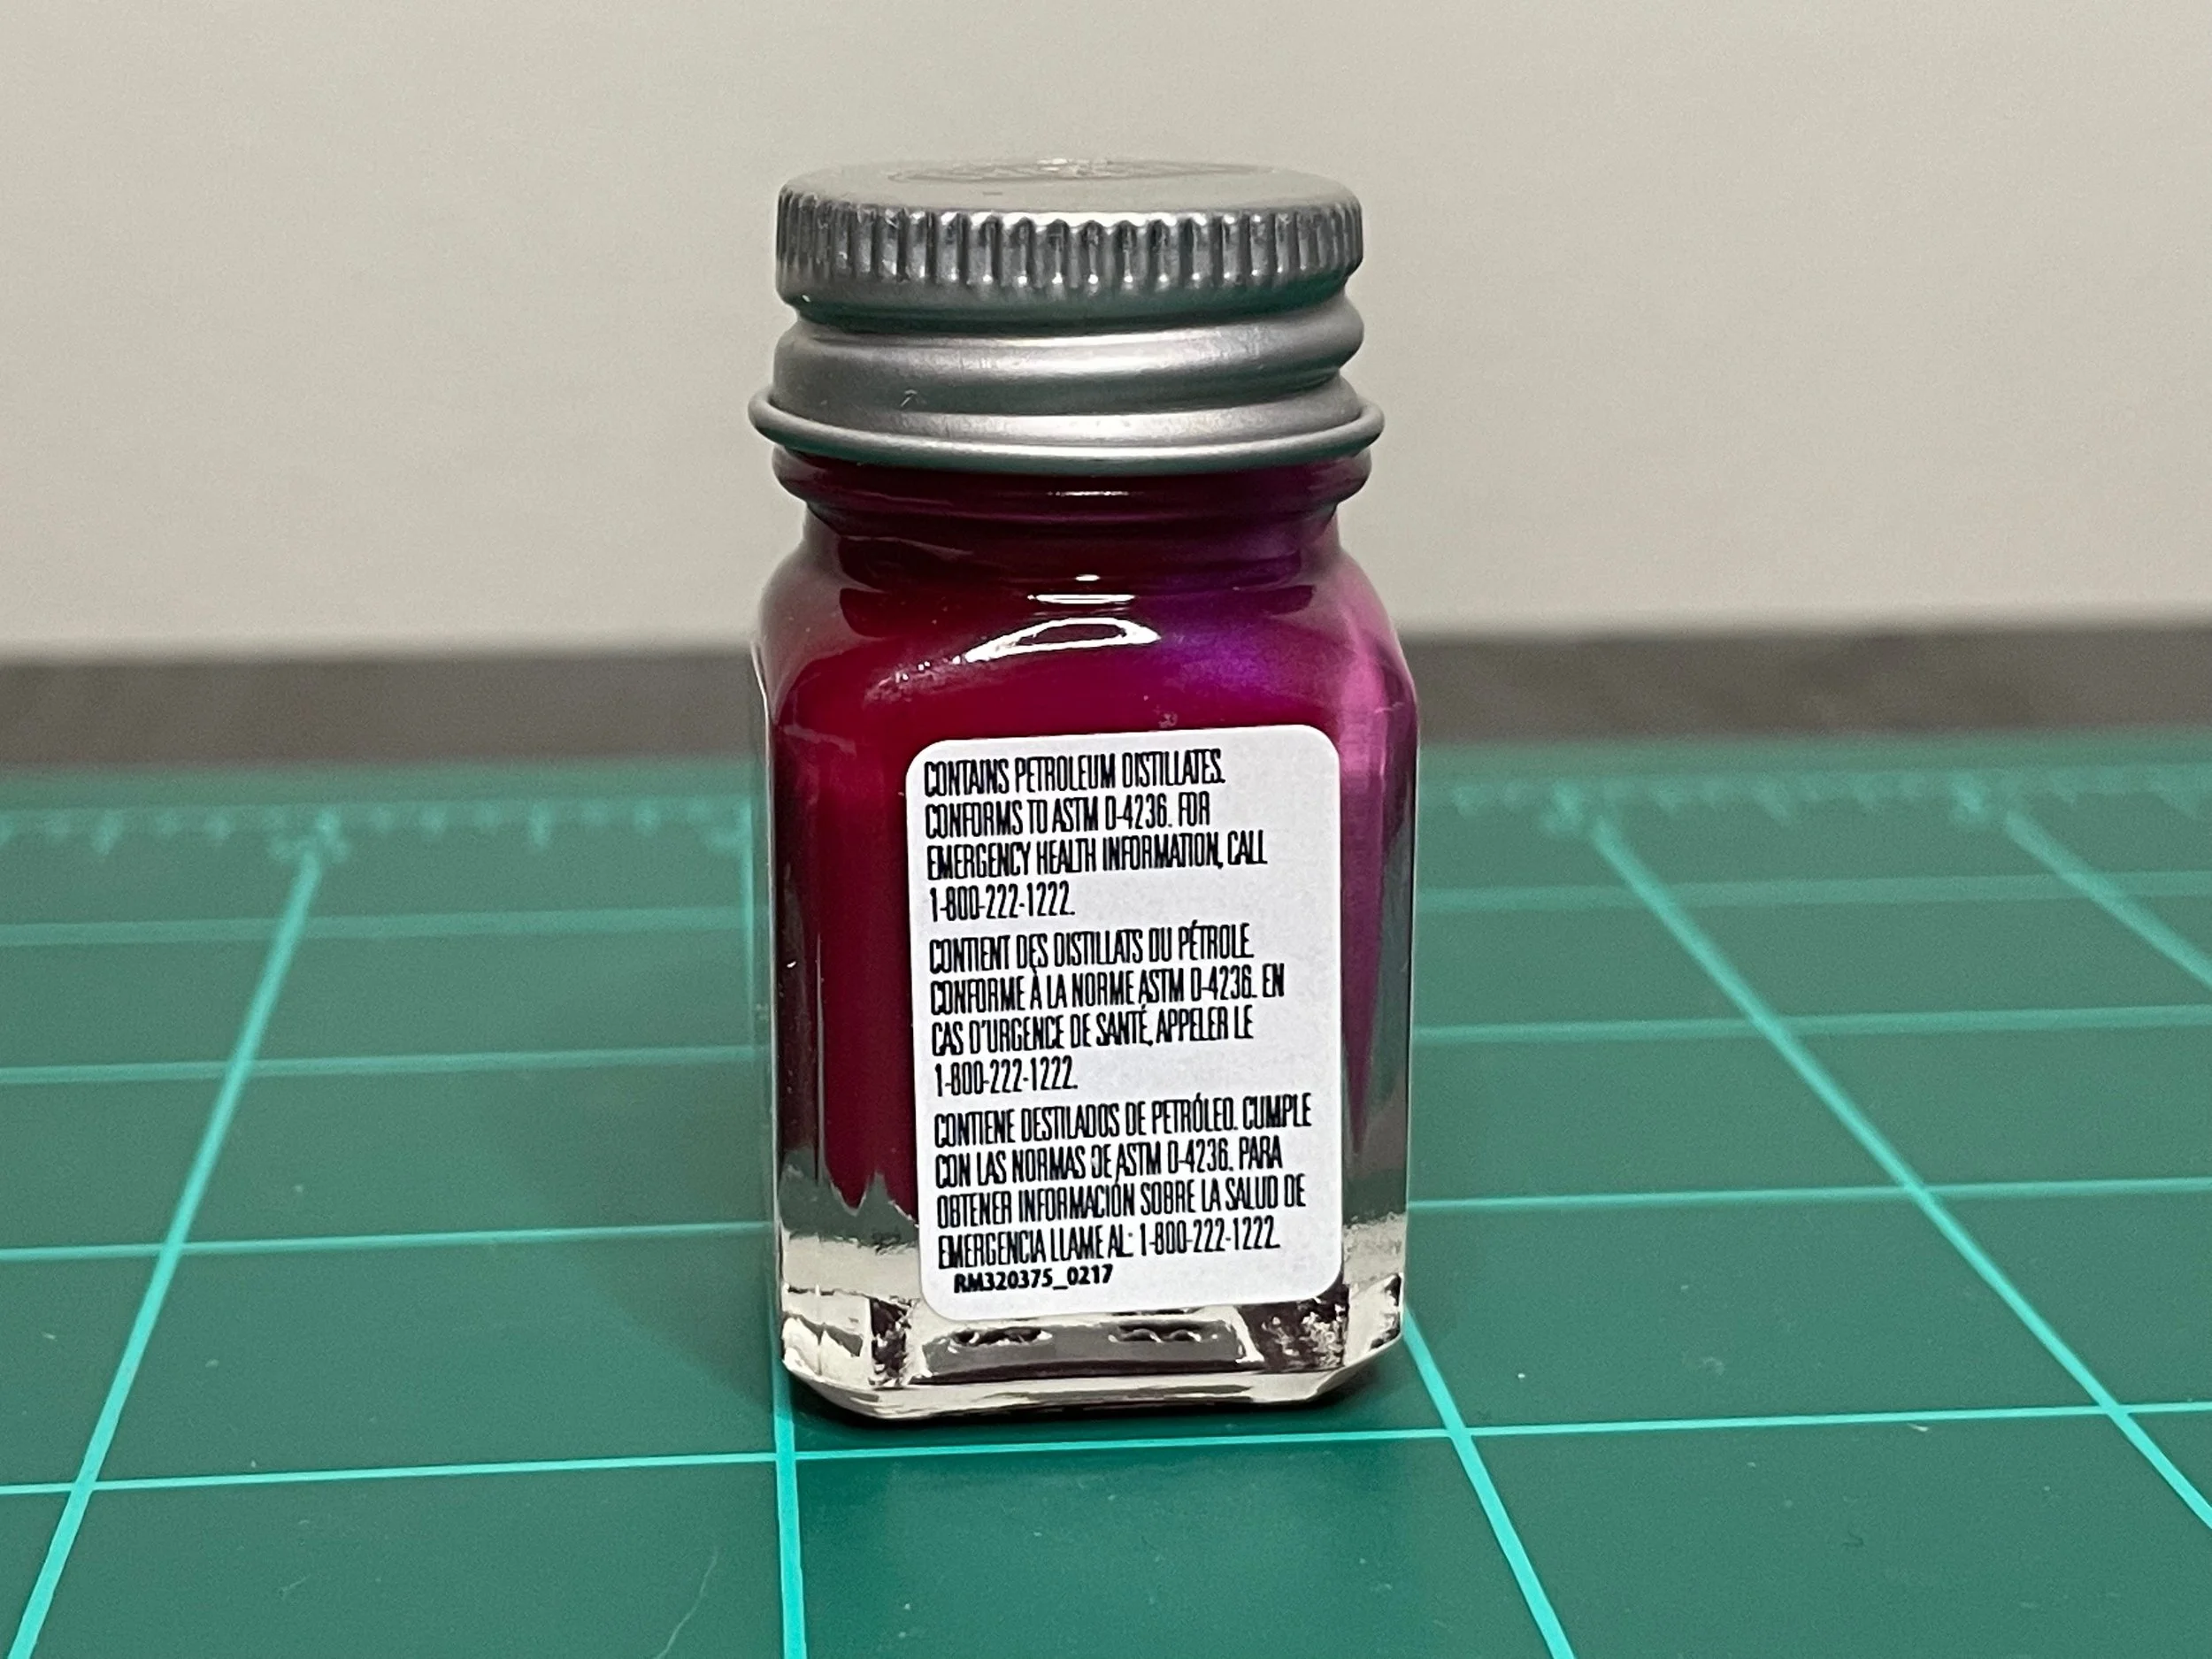 CONTAINS PETROLEUM DISTILLATES.
CONFORMS TO ASTM D-4236. FOR
EMERGENCY HEALTH INFORMATION, CALL
1-800-222-1222.
CONTIENT DES DISTILLATS DU PÉTROLE.
CONFORME À LA NORME ASTM D-4236. EN
CAS D'URGENCE DE SANTÉ, APPELER LE
1-800-222-1222.
CONTIENE DESTILADOS DE PETRÓLEO. CUMPLE
CON LAS NORMAS DE ASTM D-4236. PARA
OBTENER INFORMACIÓN SOBRE LA SALUD DE
EMERGENCIA LLAME AL: 1-800-222-1222.
RM320375_0217